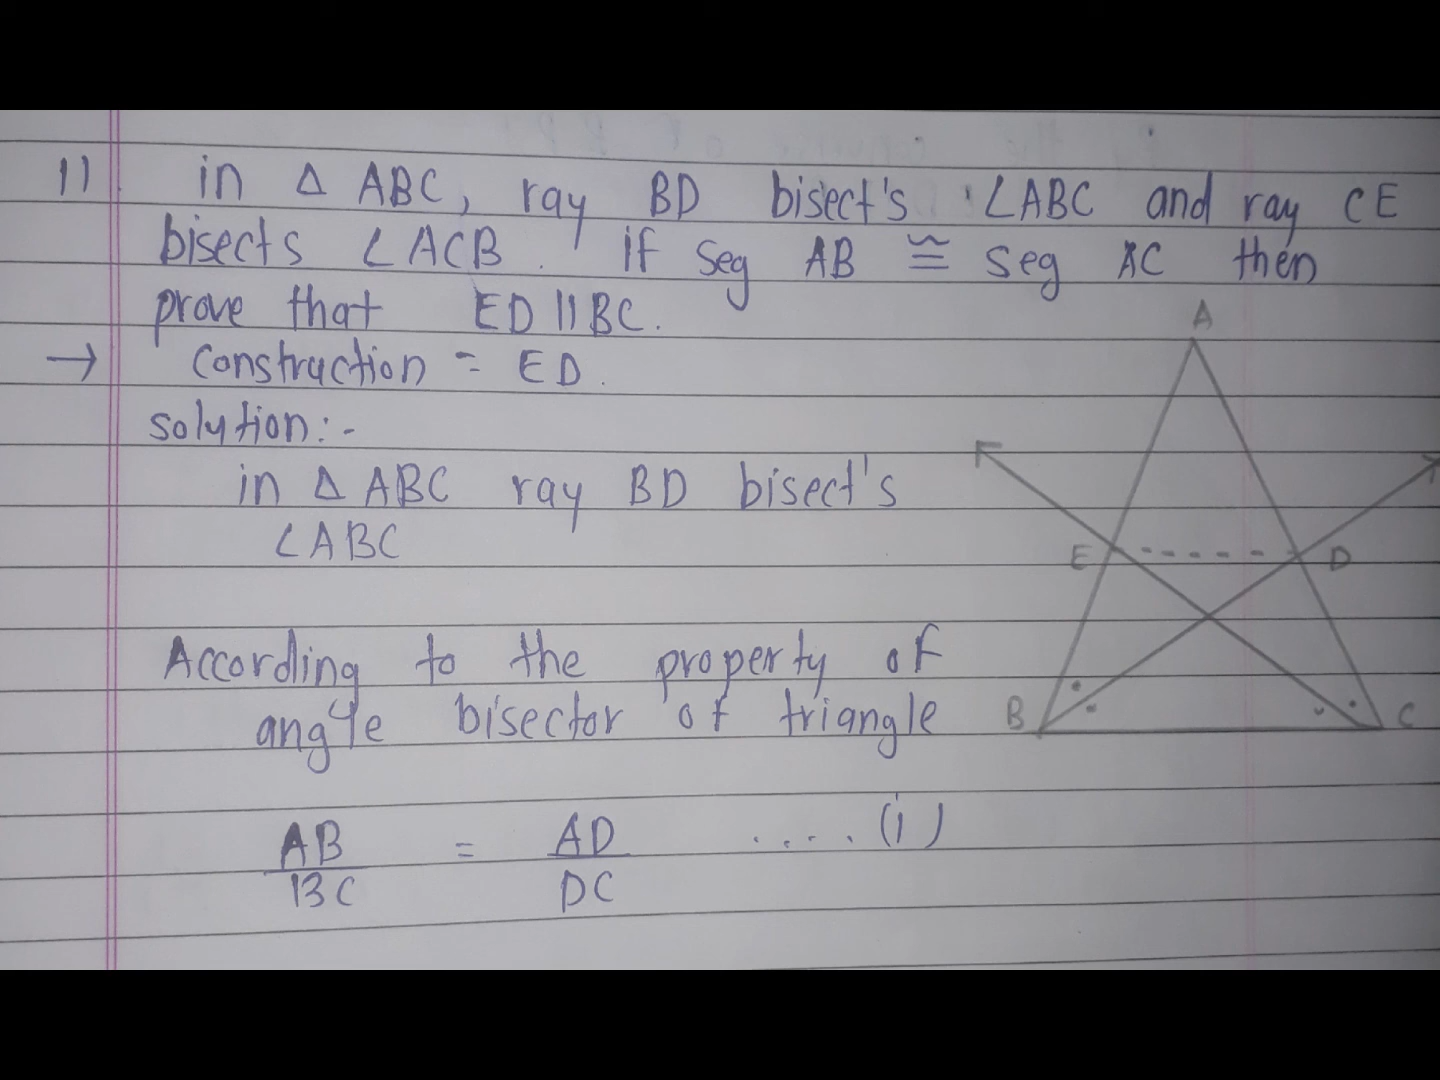 11 in △ ABC, ray BD bisect's ∠ABC and ray CE
bisects ∠ACB. if seg AB ≅ seg AC then
prove that ED || BC.
→ construction = ED.
solution:-
in △ ABC ray BD bisect's
∠ABC
According to the property of
angle bisector of triangle
AB = AD ....(i)
BC DC
A
E D
B C